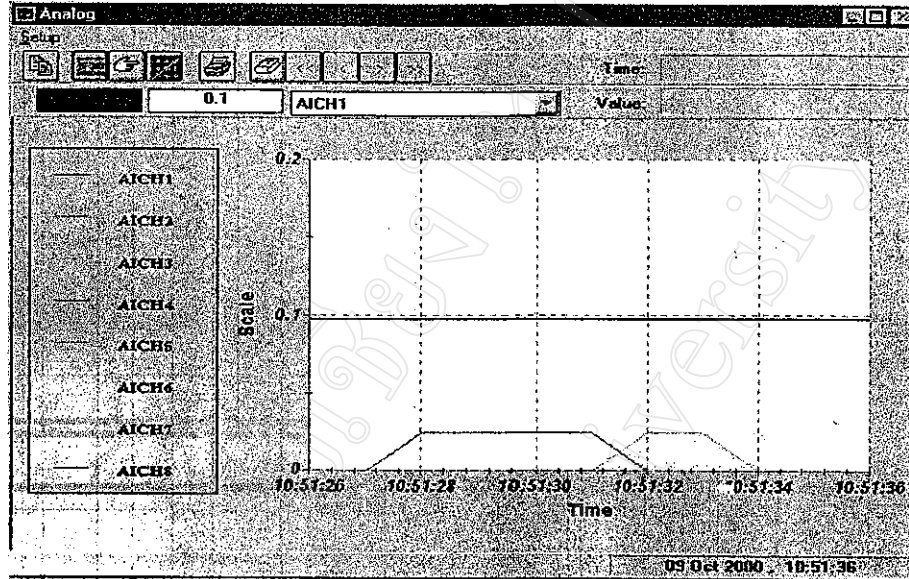 Analog
Setup
Time:
0.1
AICH1
Value:
AICH1
AICH2
AICH3
AICH4
AICH5
AICH6
AICH7
AICH8
Scale
0.2
0.1
0
10:51:26 10:51:28 10:51:30 10:51:32 0:51:34 10:51:36
Time
09 Oct 2000 , 10:51:36